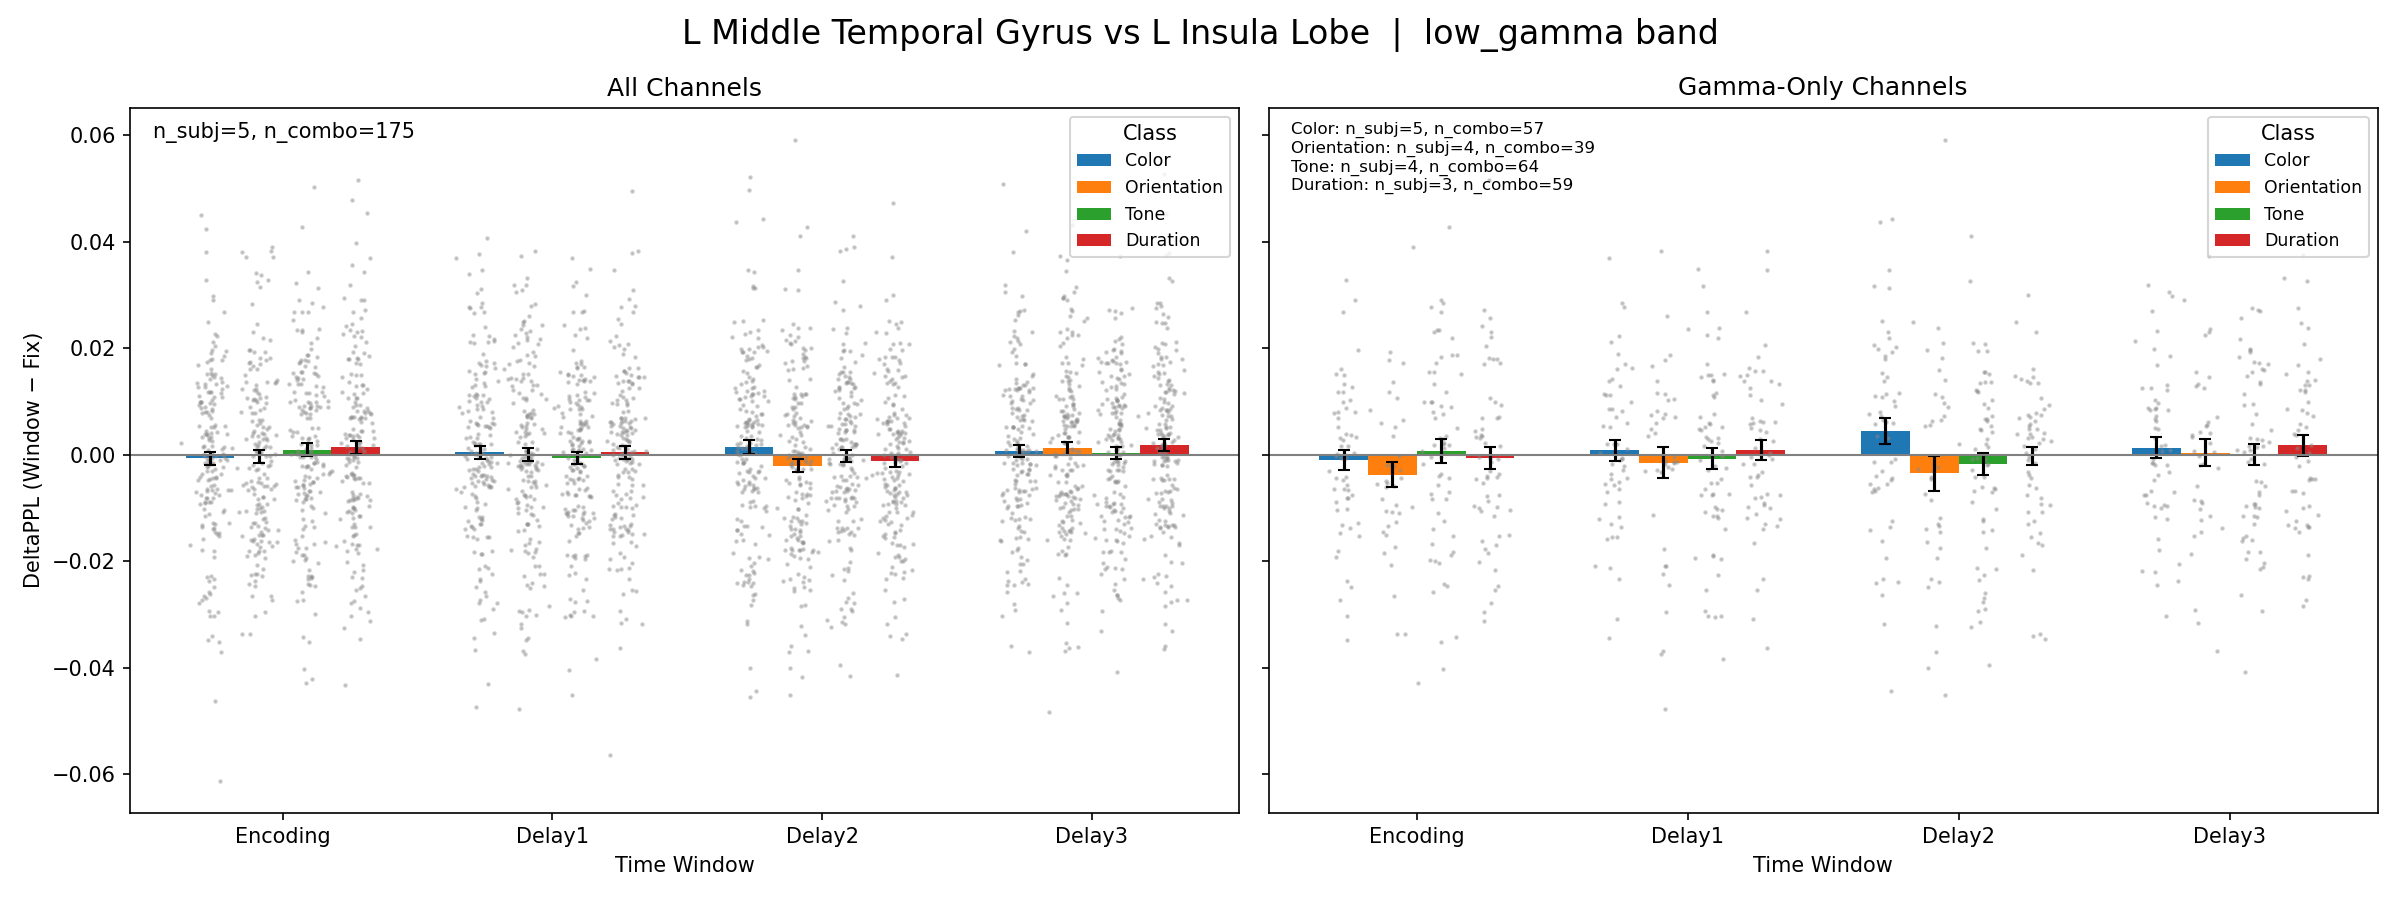 L Middle Temporal Gyrus vs L Insula Lobe | low_gamma band
All Channels
n_subj=5, n_combo=175
Class
Color
Orientation
Tone
Duration
0.06
0.04
0.02
0.00
−0.02
−0.04
−0.06
DeltaPPL (Window − Fix)
Encoding
Delay1
Delay2
Delay3
Time Window
Gamma-Only Channels
Color: n_subj=5, n_combo=57
Orientation: n_subj=4, n_combo=39
Tone: n_subj=4, n_combo=64
Duration: n_subj=3, n_combo=59
Class
Color
Orientation
Tone
Duration
Encoding
Delay1
Delay2
Delay3
Time Window